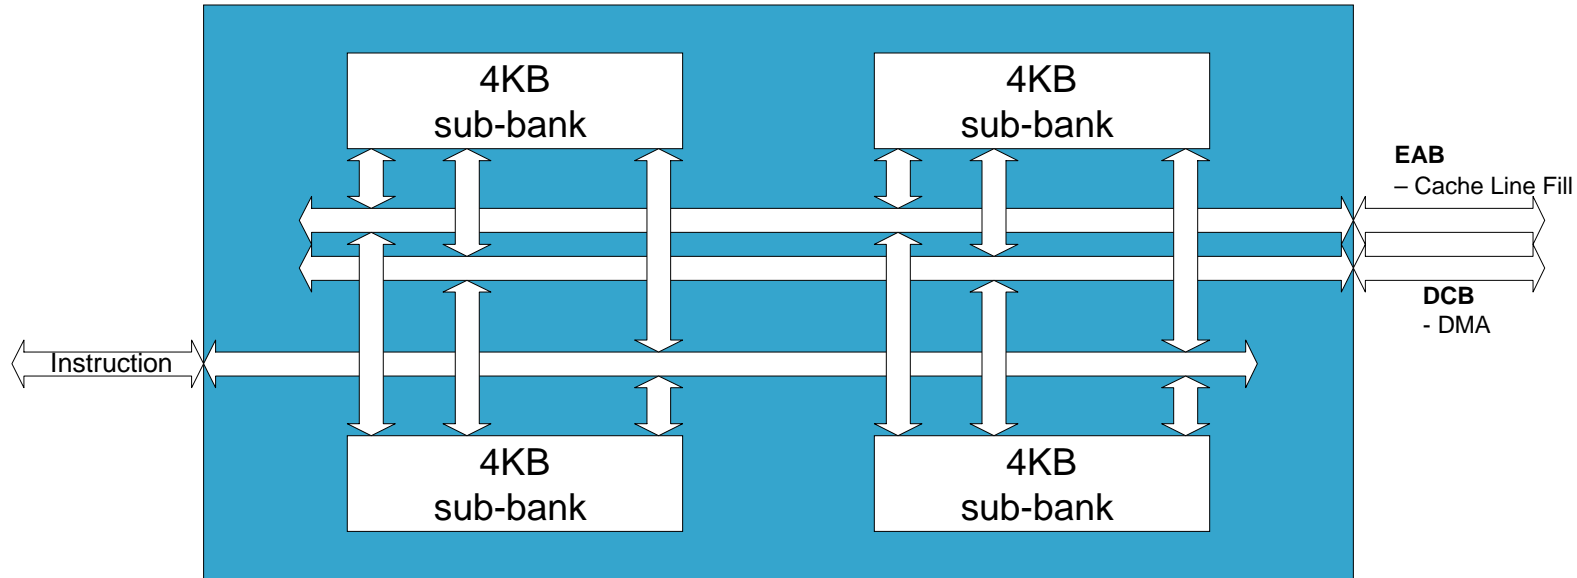 4KB
sub-bank
4KB
sub-bank
EAB
– Cache Line Fill
DCB
- DMA
Instruction
4KB
sub-bank
4KB
sub-bank